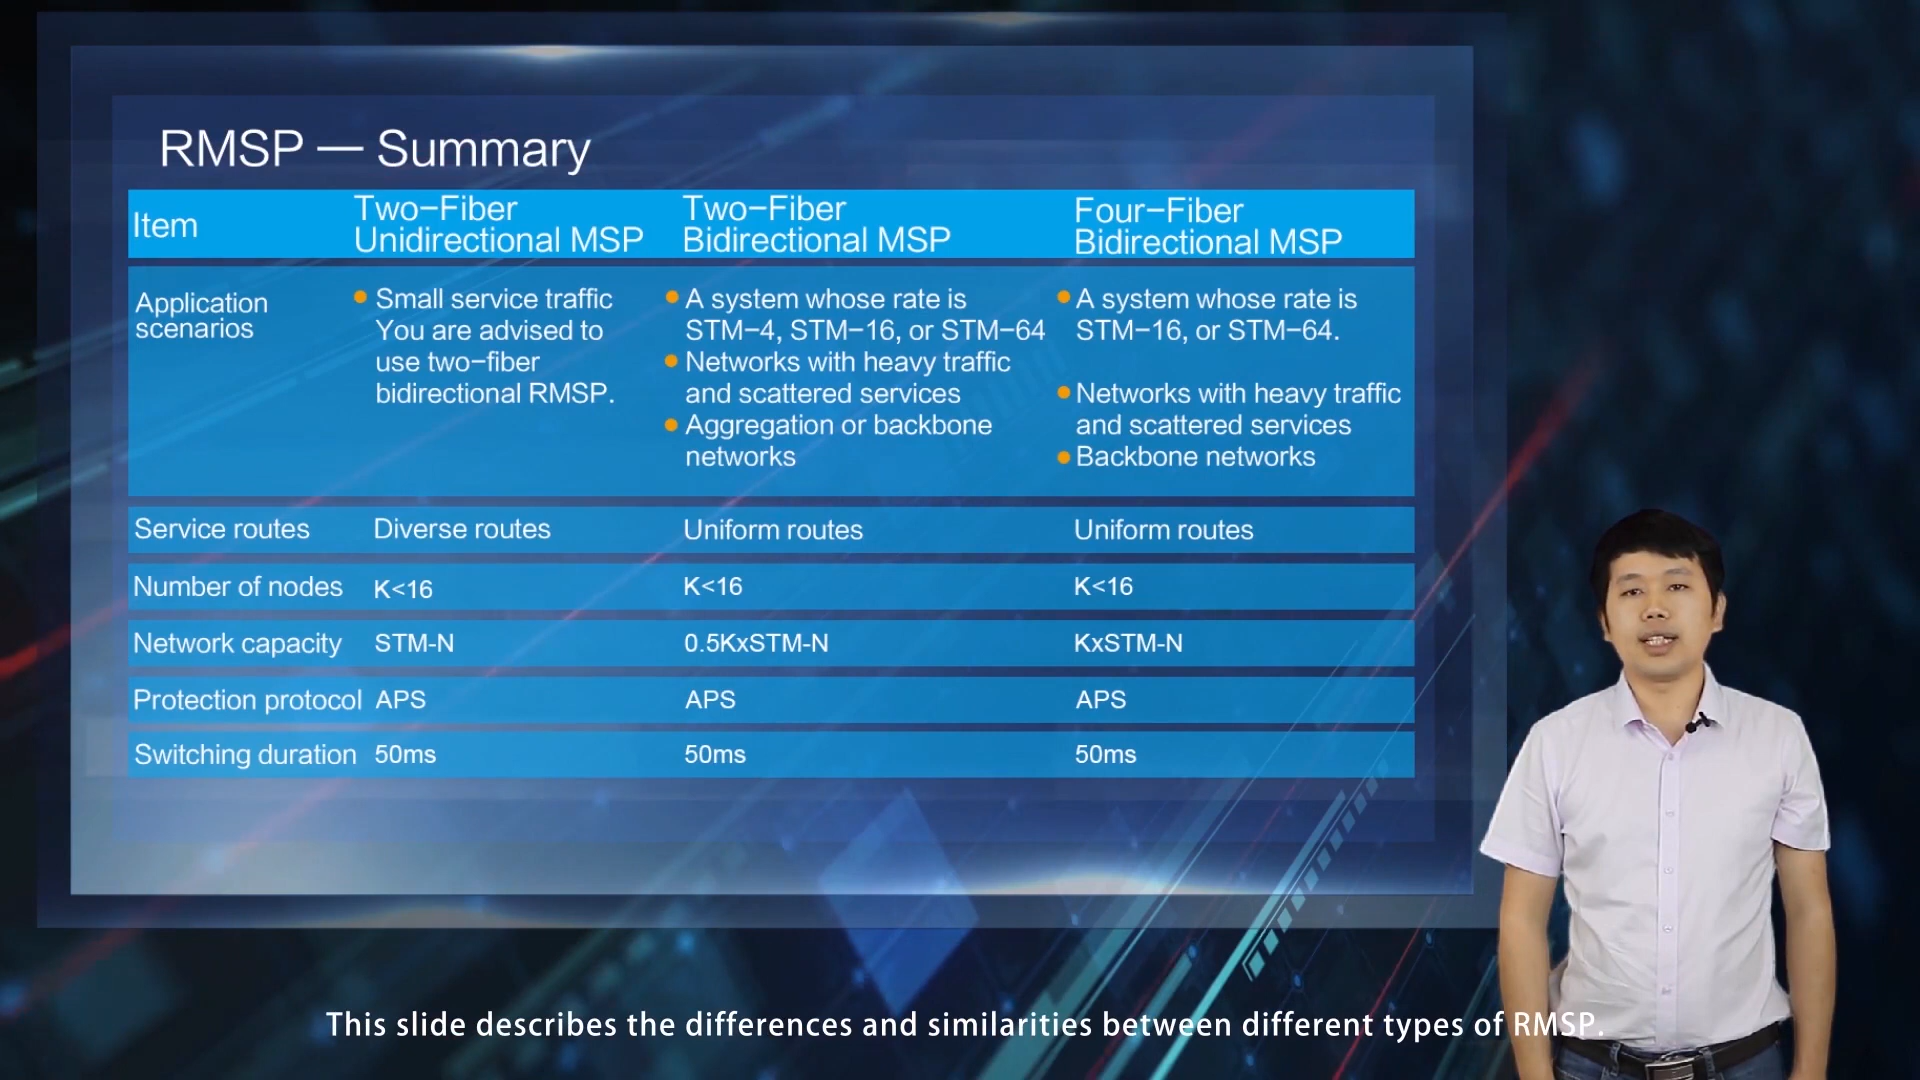 RMSP — Summary
Item
Two-Fiber
Unidirectional MSP
Two-Fiber
Bidirectional MSP
Four-Fiber
Bidirectional MSP
Application
scenarios
Small service traffic
You are advised to
use two-fiber
bidirectional RMSP.
A system whose rate is
STM-4, STM-16, or STM-64
Networks with heavy traffic
and scattered services
Aggregation or backbone
networks
A system whose rate is
STM-16, or STM-64.
Networks with heavy traffic
and scattered services
Backbone networks
Service routes
Diverse routes
Uniform routes
Uniform routes
Number of nodes
K<16
K<16
K<16
Network capacity
STM-N
0.5KxSTM-N
KxSTM-N
Protection protocol
APS
APS
APS
Switching duration
50ms
50ms
50ms
This slide describes the differences and similarities between different types of RMSP.